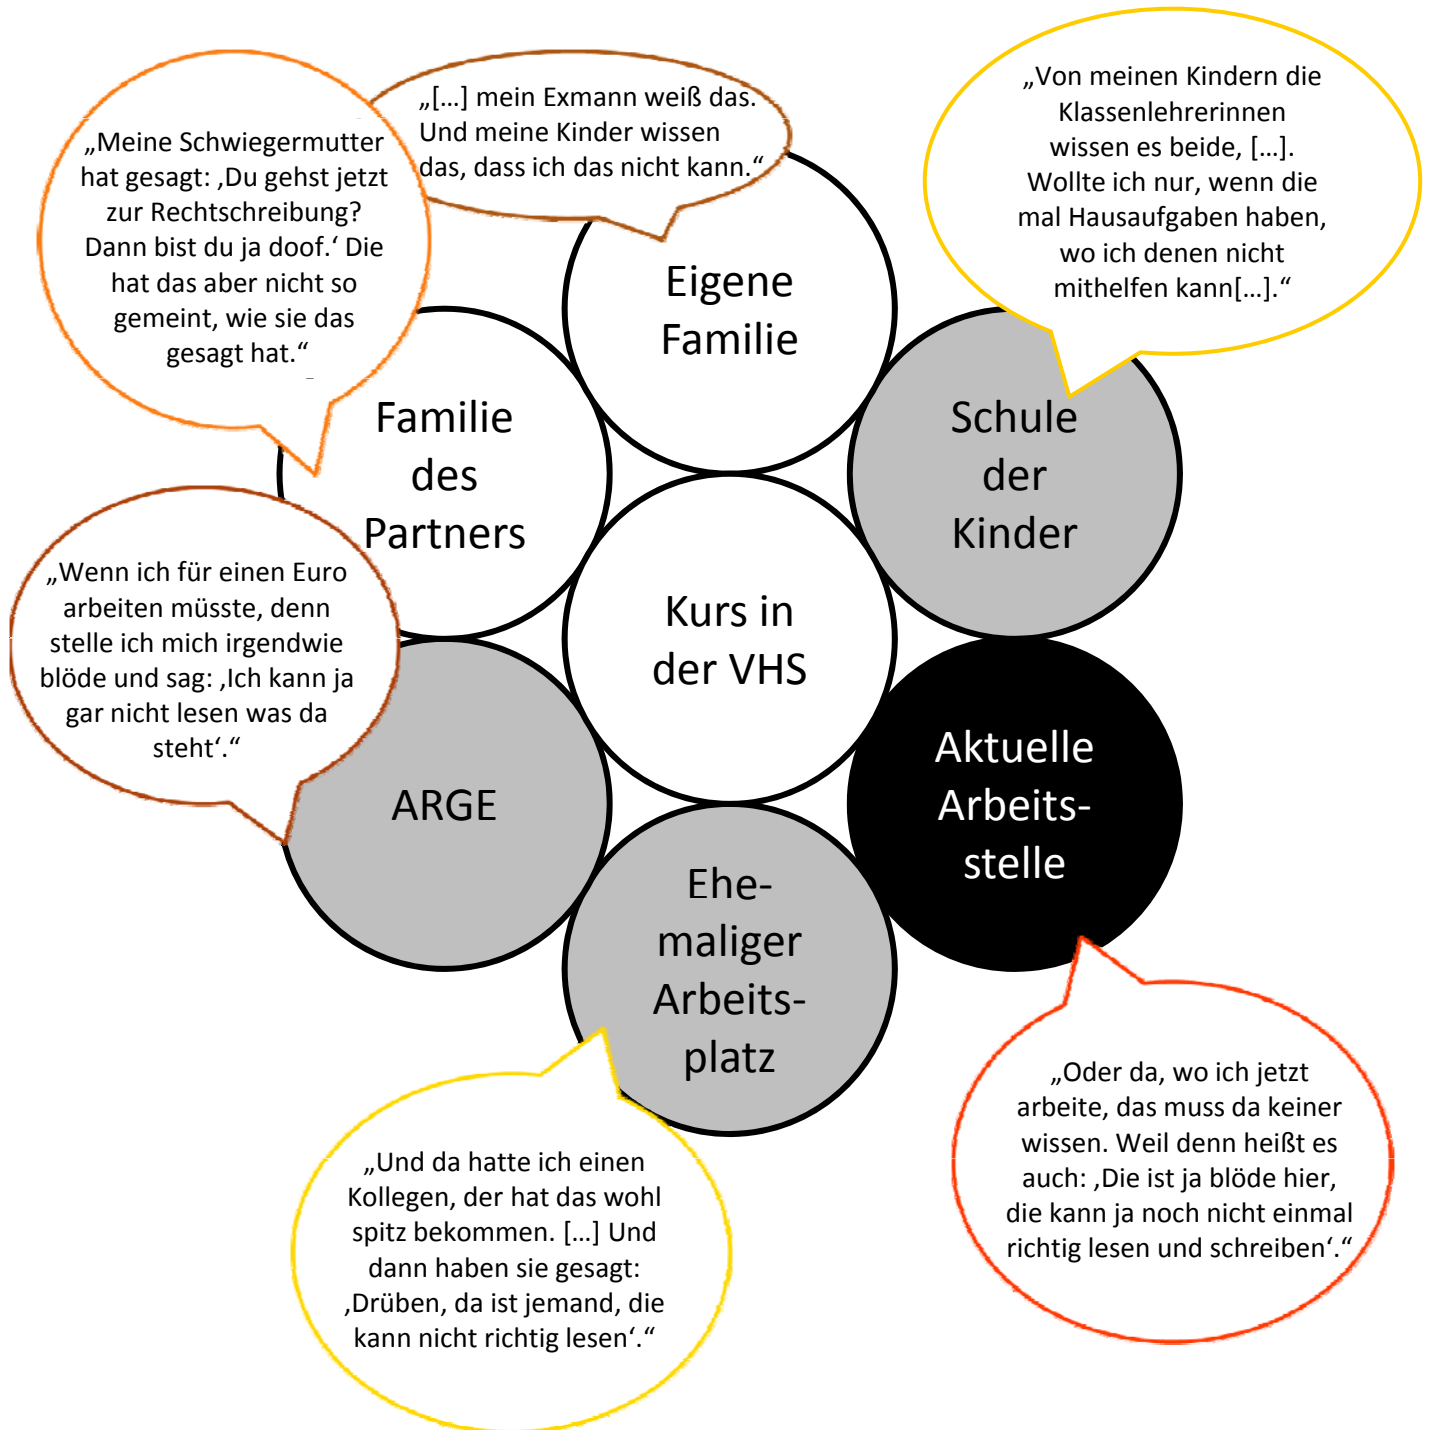 „[…] mein Exmann weiß das.
Und meine Kinder wissen
das, dass ich das nicht kann.“
„Von meinen Kindern die
Klassenlehrerinnen
wissen es beide, […].
Wollte ich nur, wenn die
mal Hausaufgaben haben,
wo ich denen nicht
mithelfen kann[…].“
„Meine Schwiegermutter
hat gesagt: ‚Du gehst jetzt
zur Rechtschreibung?
Dann bist du ja doof.‘ Die
hat das aber nicht so
gemeint, wie sie das
gesagt hat.“
Eigene
Familie
Familie
des
Partners
Schule
der
Kinder
„Wenn ich für einen Euro
arbeiten müsste, denn
stelle ich mich irgendwie
blöde und sag: ‚Ich kann ja
gar nicht lesen was da
steht‘.“
Kurs in
der VHS
ARGE
Aktuelle
Arbeits-
stelle
Ehe-
maliger
Arbeits-
platz
„Und da hatte ich einen
Kollegen, der hat das wohl
spitz bekommen. […] Und
dann haben sie gesagt:
‚Drüben, da ist jemand, die
kann nicht richtig lesen‘.“
„Oder da, wo ich jetzt
arbeite, das muss da keiner
wissen. Weil denn heißt es
auch: ‚Die ist ja blöde hier,
die kann ja noch nicht einmal
richtig lesen und schreiben‘.“